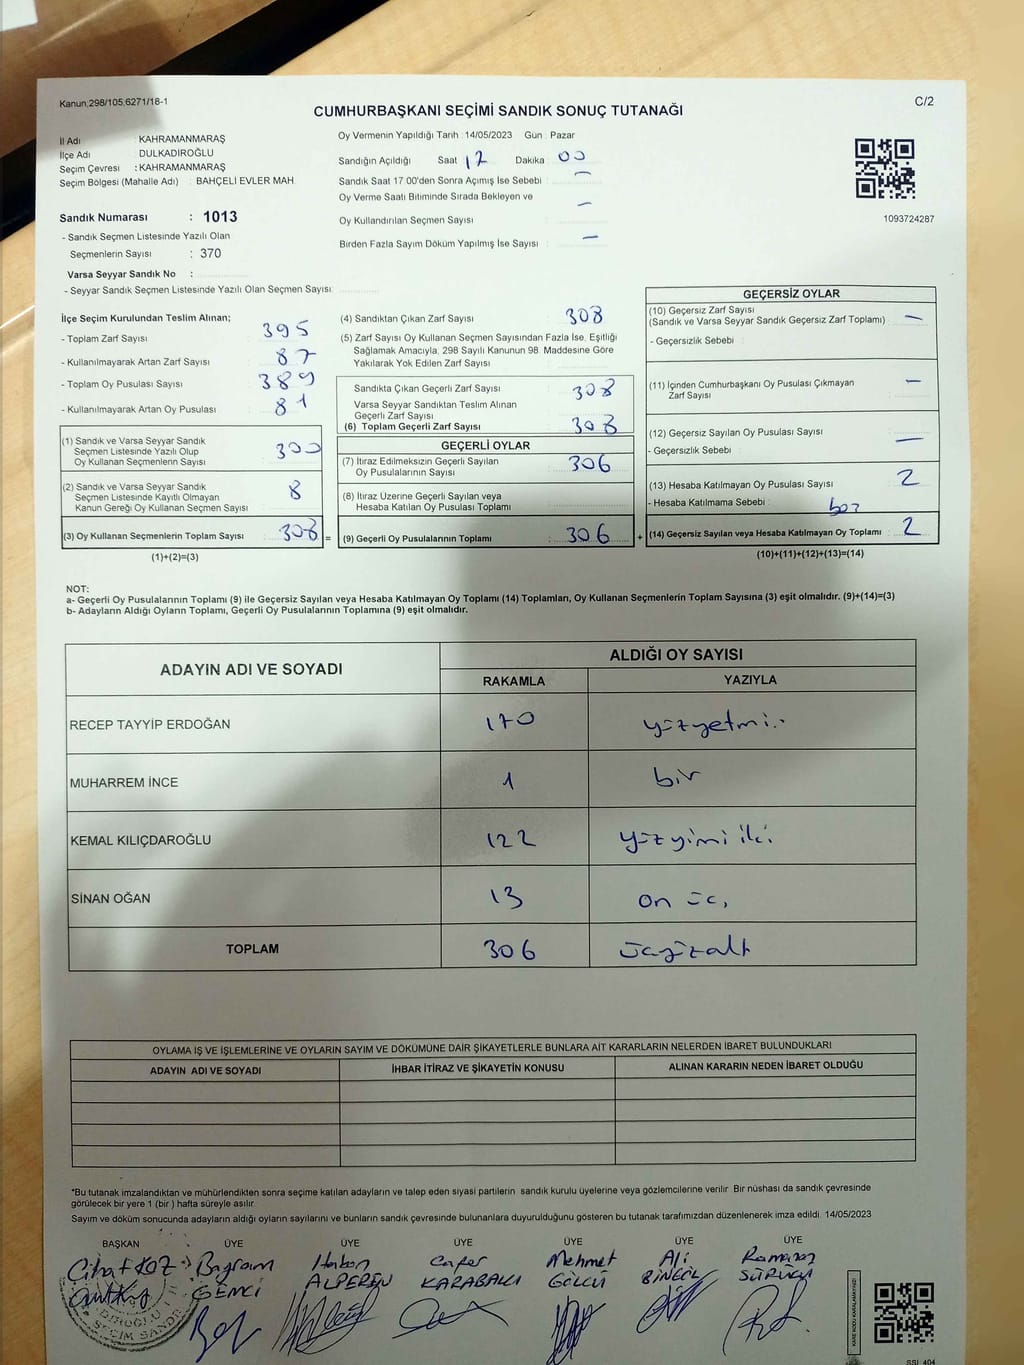 Kanun;298/105;6271/18-1
C/2
CUMHURBAŞKANI SEÇİMİ SANDIK SONUÇ TUTANAĞI
İl Adı : KAHRAMANMARAŞ
İlçe Adı : DULKADİROĞLU
Seçim Çevresi : KAHRAMANMARAŞ
Seçim Bölgesi (Mahalle Adı) : BAHÇELİ EVLER MAH.
Sandık Numarası : 1013
- Sandık Seçmen Listesinde Yazılı Olan
Seçmenlerin Sayısı : 370
Varsa Seyyar Sandık No :
- Seyyar Sandık Seçmen Listesinde Yazılı Olan Seçmen Sayısı:
Oy Vermenin Yapıldığı Tarih : 14/05/2023 Gün : Pazar
Sandığın Açıldığı Saat 17 Dakika 00
Sandık Saat 17.00'den Sonra Açımış İse Sebebi : —
Oy Verme Saati Bitiminde Sırada Bekleyen ve
Oy Kullandırılan Seçmen Sayısı : —
Birden Fazla Sayım Döküm Yapılmış İse Sayısı : —
1093724287
İlçe Seçim Kurulundan Teslim Alınan;
- Toplam Zarf Sayısı : 395
- Kullanılmayarak Artan Zarf Sayısı : 87
- Toplam Oy Pusulası Sayısı : 389
- Kullanılmayarak Artan Oy Pusulası : 81
(1) Sandık ve Varsa Seyyar Sandık
Seçmen Listesinde Yazılı Olup
Oy Kullanan Seçmenlerin Sayısı : 300
(2) Sandık ve Varsa Seyyar Sandık
Seçmen Listesinde Kayıtlı Olmayan
Kanun Gereği Oy Kullanan Seçmen Sayısı : 8
(3) Oy Kullanan Seçmenlerin Toplam Sayısı : 308 =
(1)+(2)=(3)
(4) Sandıktan Çıkan Zarf Sayısı : 308
(5) Zarf Sayısı Oy Kullanan Seçmen Sayısından Fazla İse, Eşitliği
Sağlamak Amacıyla, 298 Sayılı Kanunun 98. Maddesine Göre
Yakılarak Yok Edilen Zarf Sayısı :
Sandıkta Çıkan Geçerli Zarf Sayısı : 308
Varsa Seyyar Sandıktan Teslim Alınan
Geçerli Zarf Sayısı :
(6) Toplam Geçerli Zarf Sayısı : 308
GEÇERLİ OYLAR
(7) İtiraz Edilmeksizin Geçerli Sayılan
Oy Pusulalarının Sayısı : 306
(8) İtiraz Üzerine Geçerli Sayılan veya
Hesaba Katılan Oy Pusulası Toplamı :
(9) Geçerli Oy Pusulalarının Toplamı : 306 +
GEÇERSİZ OYLAR
(10) Geçersiz Zarf Sayısı
(Sandık ve Varsa Seyyar Sandık Geçersiz Zarf Toplamı) : —
- Geçersizlik Sebebi :
(11) İçinden Cumhurbaşkanı Oy Pusulası Çıkmayan
Zarf Sayısı : —
(12) Geçersiz Sayılan Oy Pusulası Sayısı : —
- Geçersizlik Sebebi :
(13) Hesaba Katılmayan Oy Pusulası Sayısı : 2
- Hesaba Katılmama Sebebi :
(14) Geçersiz Sayılan veya Hesaba Katılmayan Oy Toplamı : 2
(10)+(11)+(12)+(13)=(14)
NOT:
a- Geçerli Oy Pusulalarının Toplamı (9) ile Geçersiz Sayılan veya Hesaba Katılmayan Oy Toplamı (14) Toplamları, Oy Kullanan Seçmenlerin Toplam Sayısına (3) eşit olmalıdır. (9)+(14)=(3)
b- Adayların Aldığı Oyların Toplamı, Geçerli Oy Pusulalarının Toplamına (9) eşit olmalıdır.
ADAYIN ADI VE SOYADI
ALDIĞI OY SAYISI
RAKAMLA YAZIYLA
RECEP TAYYİP ERDOĞAN 170 yüzyetmiş
MUHARREM İNCE 1 bir
KEMAL KILIÇDAROĞLU 122 yüzyimi iki
SİNAN OĞAN 13 on üç
TOPLAM 306 üçyüzaltı
OYLAMA İŞ VE İŞLEMLERİNE VE OYLARIN SAYIM VE DÖKÜMÜNE DAİR ŞİKAYETLERLE BUNLARA AİT KARARLARIN NELERDEN İBARET BULUNDUKLARI
ADAYIN ADI VE SOYADI İHBAR İTİRAZ VE ŞİKAYETİN KONUSU ALINAN KARARIN NEDEN İBARET OLDUĞU
*Bu tutanak imzalandıktan ve mühürlendikten sonra seçime katılan adayların ve talep eden siyasi partilerin sandık kurulu üyelerine veya gözlemcilerine verilir. Bir nüshası da sandık çevresinde
görülecek bir yere 1 (bir) hafta süreyle asılır.
Sayım ve döküm sonucunda adayların aldığı oyların sayılarını ve bunların sandık çevresinde bulunanlara duyurulduğunu gösteren bu tutanak tarafımızdan düzenlenerek imza edildi. 14/05/2023
BAŞKAN ÜYE ÜYE ÜYE ÜYE ÜYE ÜYE
Cihat KOZ Bayram Hakan Cafer Mehmet Ali Ramazan
GEMCİ ALPEREN KARABALLI GÜLCÜ BİNGÖL SÜRÜCÜ
SEÇİM SANDIK
SSI_404